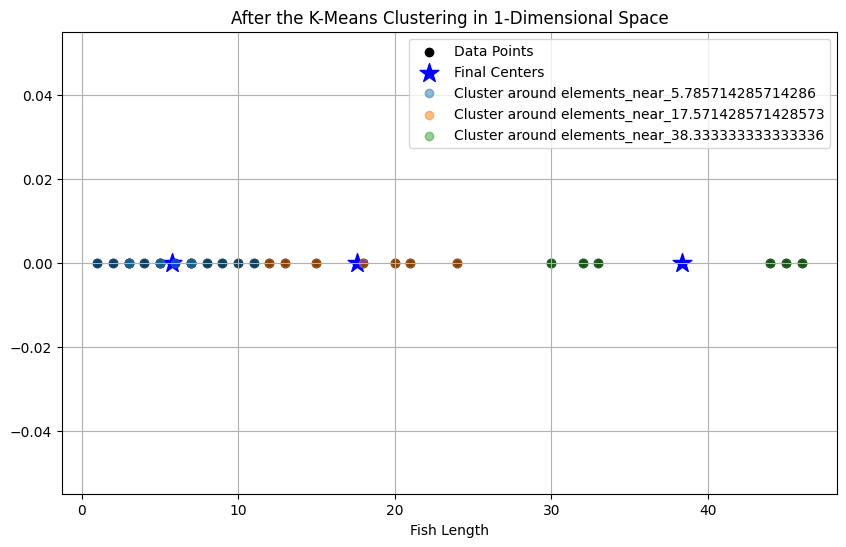 After the K-Means Clustering in 1-Dimensional Space
Data Points
Final Centers
Cluster around elements_near_5.785714285714286
Cluster around elements_near_17.571428571428573
Cluster around elements_near_38.333333333333336
0.04
0.02
0.00
−0.02
−0.04
0 10 20 30 40
Fish Length